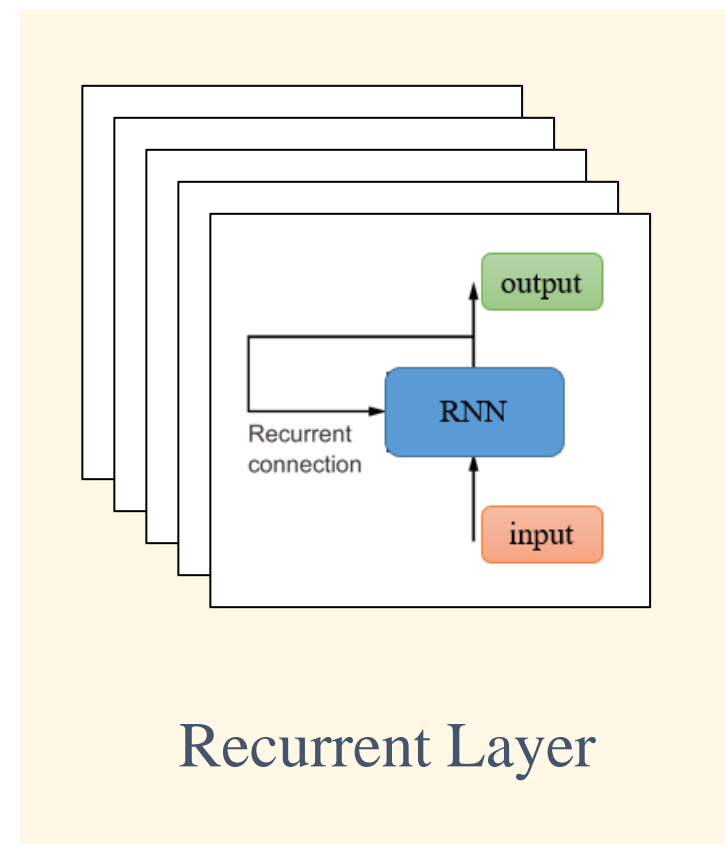 output
RNN
Recurrent
connection
input
Recurrent Layer